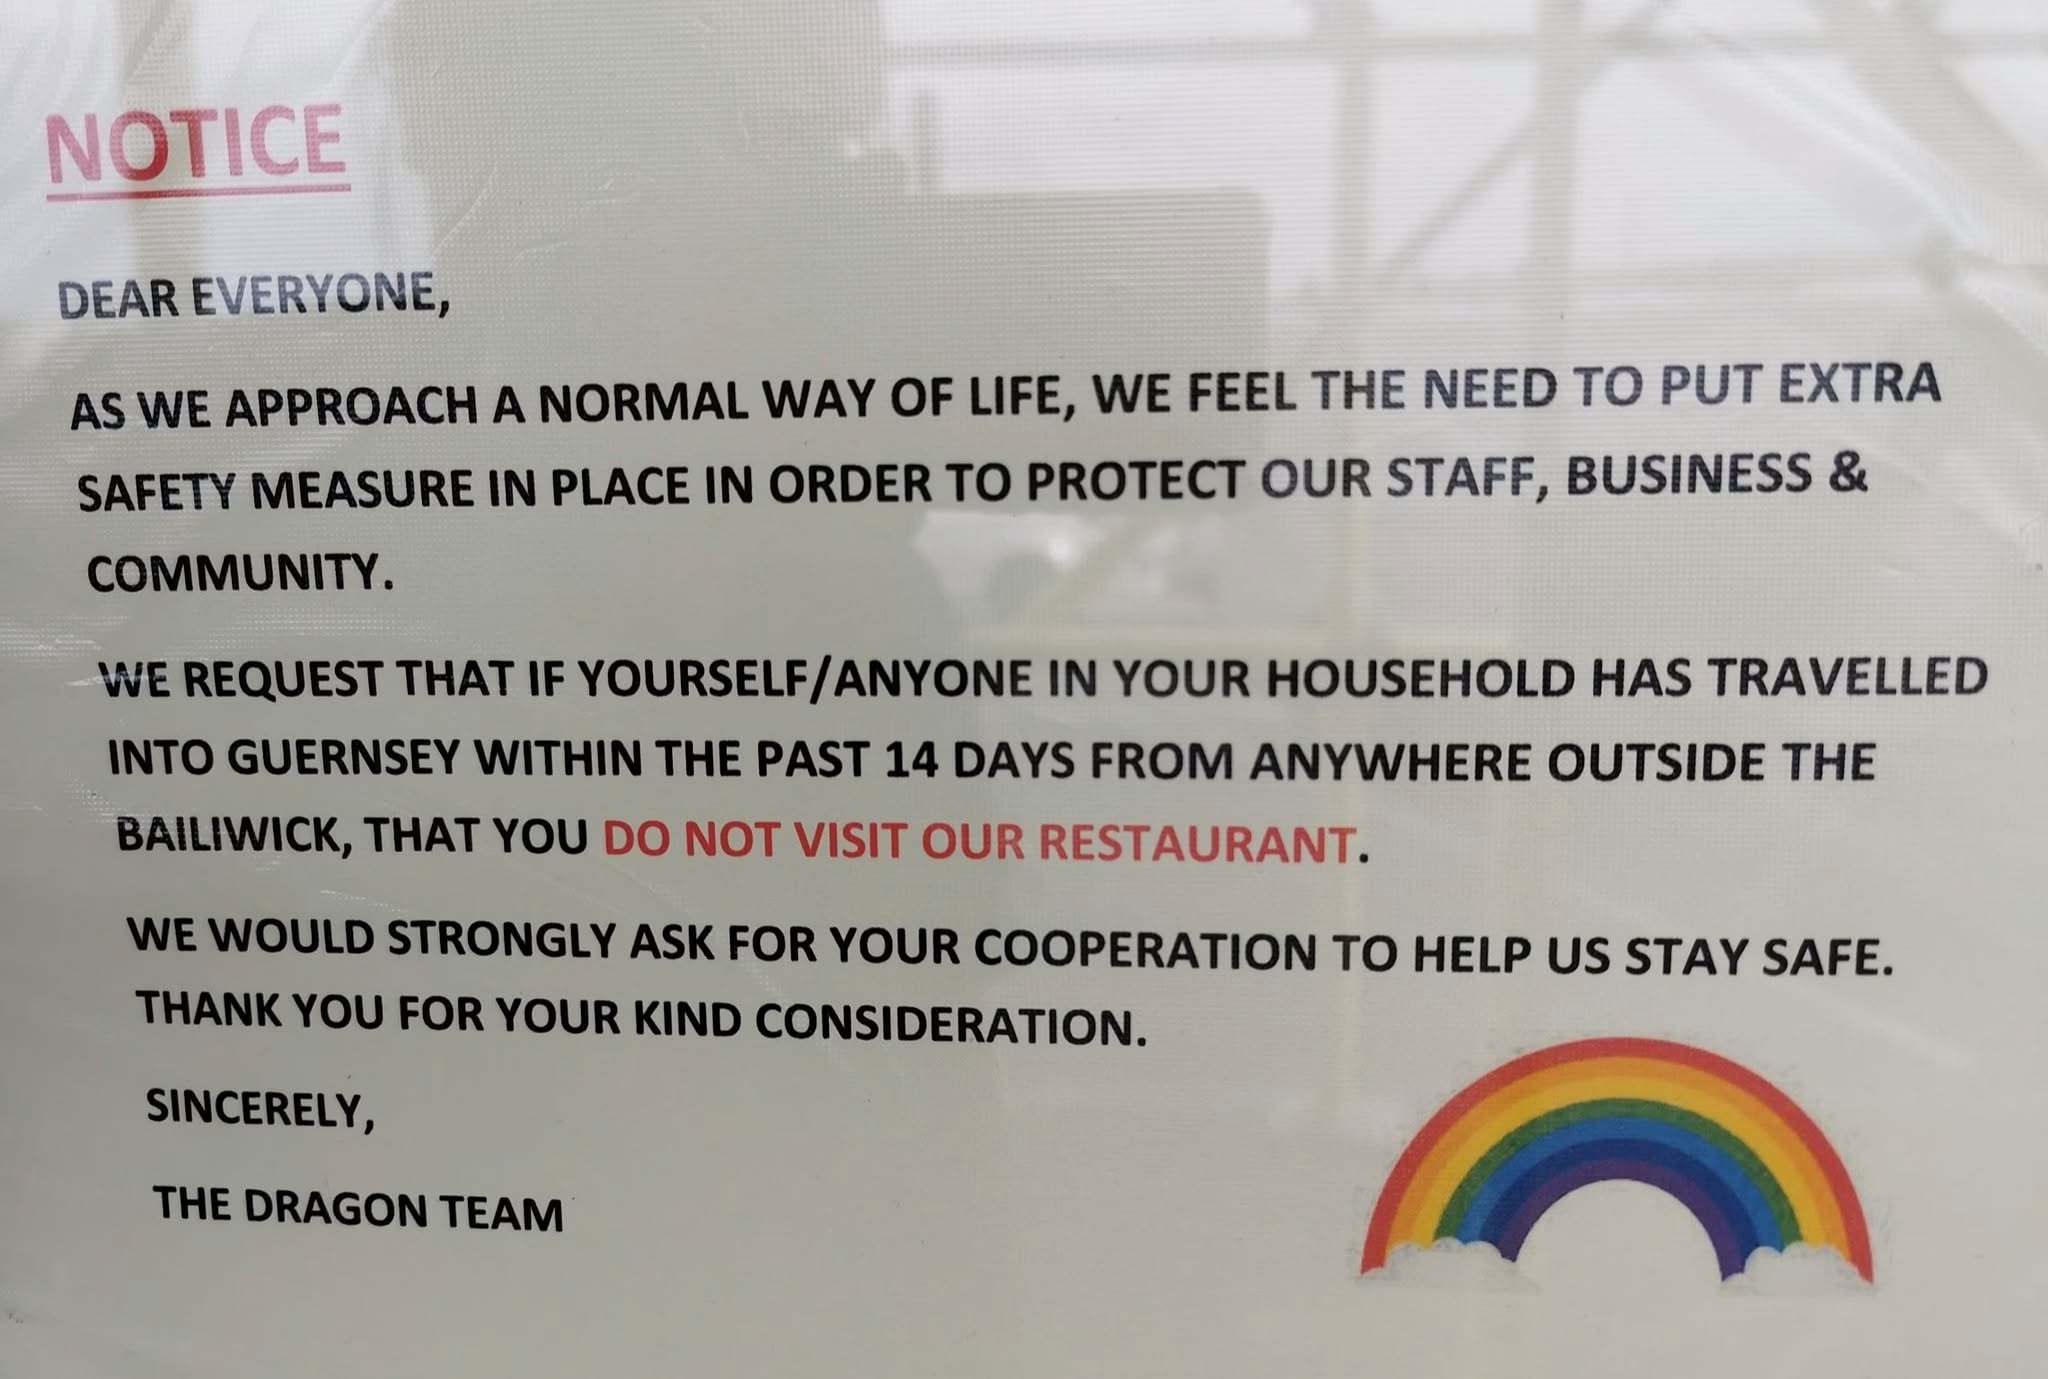 NOTICE
DEAR EVERYONE,
AS WE APPROACH A NORMAL WAY OF LIFE, WE FEEL THE NEED TO PUT EXTRA
SAFETY MEASURE IN PLACE IN ORDER TO PROTECT OUR STAFF, BUSINESS &
COMMUNITY.
WE REQUEST THAT IF YOURSELF/ANYONE IN YOUR HOUSEHOLD HAS TRAVELLED
INTO GUERNSEY WITHIN THE PAST 14 DAYS FROM ANYWHERE OUTSIDE THE
BAILIWICK, THAT YOU DO NOT VISIT OUR RESTAURANT.
WE WOULD STRONGLY ASK FOR YOUR COOPERATION TO HELP US STAY SAFE.
THANK YOU FOR YOUR KIND CONSIDERATION.
SINCERELY,
THE DRAGON TEAM